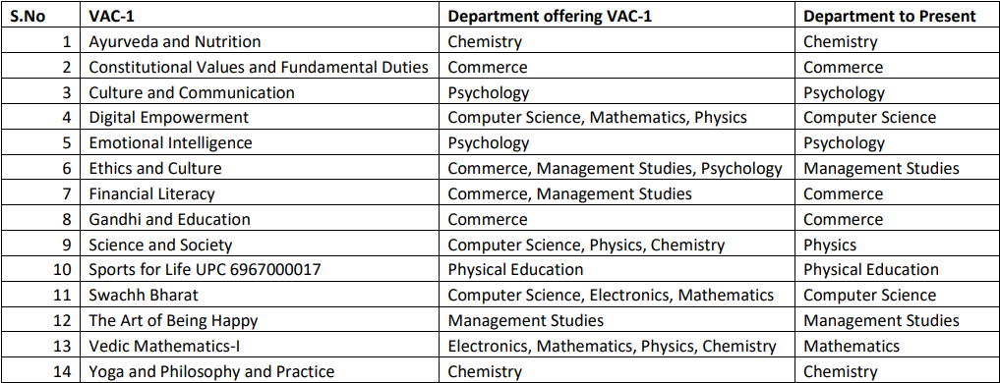 S.No VAC-1 Department offering VAC-1 Department to Present
1 Ayurveda and Nutrition Chemistry Chemistry
2 Constitutional Values and Fundamental Duties Commerce Commerce
3 Culture and Communication Psychology Psychology
4 Digital Empowerment Computer Science, Mathematics, Physics Computer Science
5 Emotional Intelligence Psychology Psychology
6 Ethics and Culture Commerce, Management Studies, Psychology Management Studies
7 Financial Literacy Commerce, Management Studies Commerce
8 Gandhi and Education Commerce Commerce
9 Science and Society Computer Science, Physics, Chemistry Physics
10 Sports for Life UPC 6967000017 Physical Education Physical Education
11 Swachh Bharat Computer Science, Electronics, Mathematics Computer Science
12 The Art of Being Happy Management Studies Management Studies
13 Vedic Mathematics-I Electronics, Mathematics, Physics, Chemistry Mathematics
14 Yoga and Philosophy and Practice Chemistry Chemistry